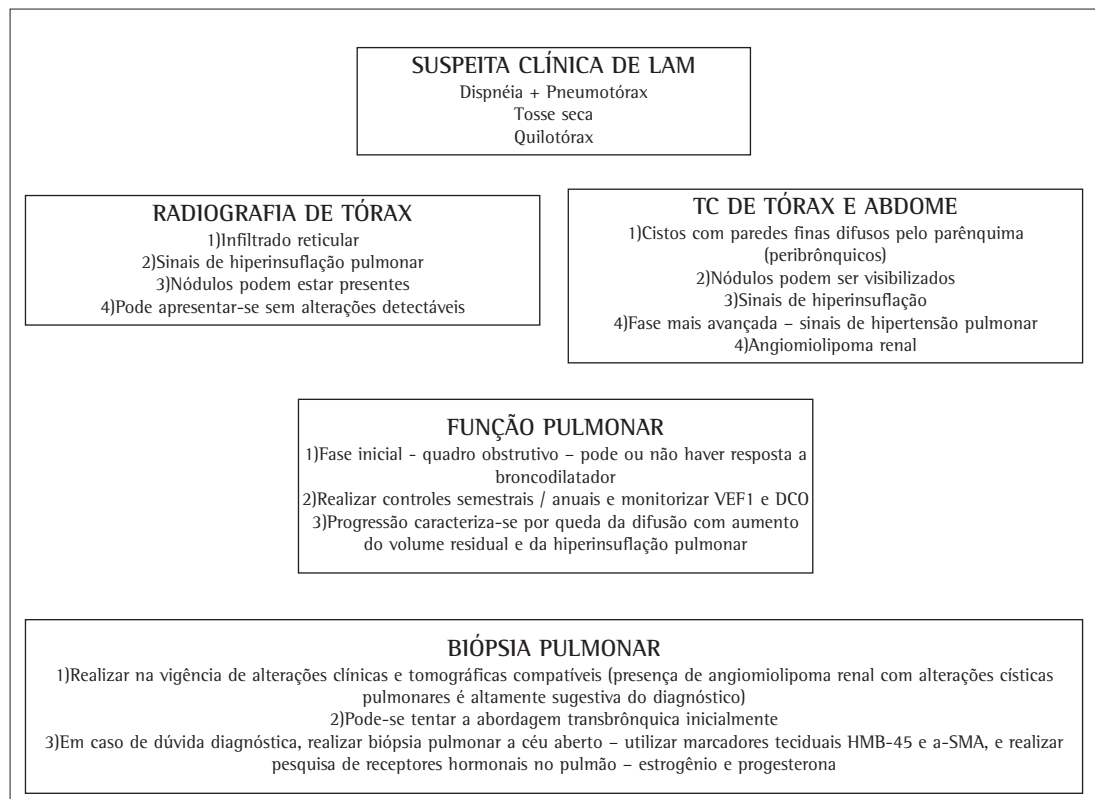 SUSPEITA CLÍNICA DE LAM
Dispnéia + Pneumotórax
Tosse seca
Quilotórax
RADIOGRAFIA DE TÓRAX
1)Infiltrado reticular
2)Sinais de hiperinsuflação pulmonar
3)Nódulos podem estar presentes
4)Pode apresentar-se sem alterações detectáveis
TC DE TÓRAX E ABDOME
1)Cistos com paredes finas difusos pelo parênquima
(peribrônquicos)
2)Nódulos podem ser visibilizados
3)Sinais de hiperinsuflação
4)Fase mais avançada – sinais de hipertensão pulmonar
4)Angiomiolipoma renal
FUNÇÃO PULMONAR
1)Fase inicial - quadro obstrutivo – pode ou não haver resposta a
broncodilatador
2)Realizar controles semestrais / anuais e monitorizar VEF1 e DCO
3)Progressão caracteriza-se por queda da difusão com aumento
do volume residual e da hiperinsuflação pulmonar
BIÓPSIA PULMONAR
1)Realizar na vigência de alterações clínicas e tomográficas compatíveis (presença de angiomiolipoma renal com alterações císticas
pulmonares é altamente sugestiva do diagnóstico)
2)Pode-se tentar a abordagem transbrônquica inicialmente
3)Em caso de dúvida diagnóstica, realizar biópsia pulmonar a céu aberto – utilizar marcadores teciduais HMB-45 e a-SMA, e realizar
pesquisa de receptores hormonais no pulmão – estrogênio e progesterona